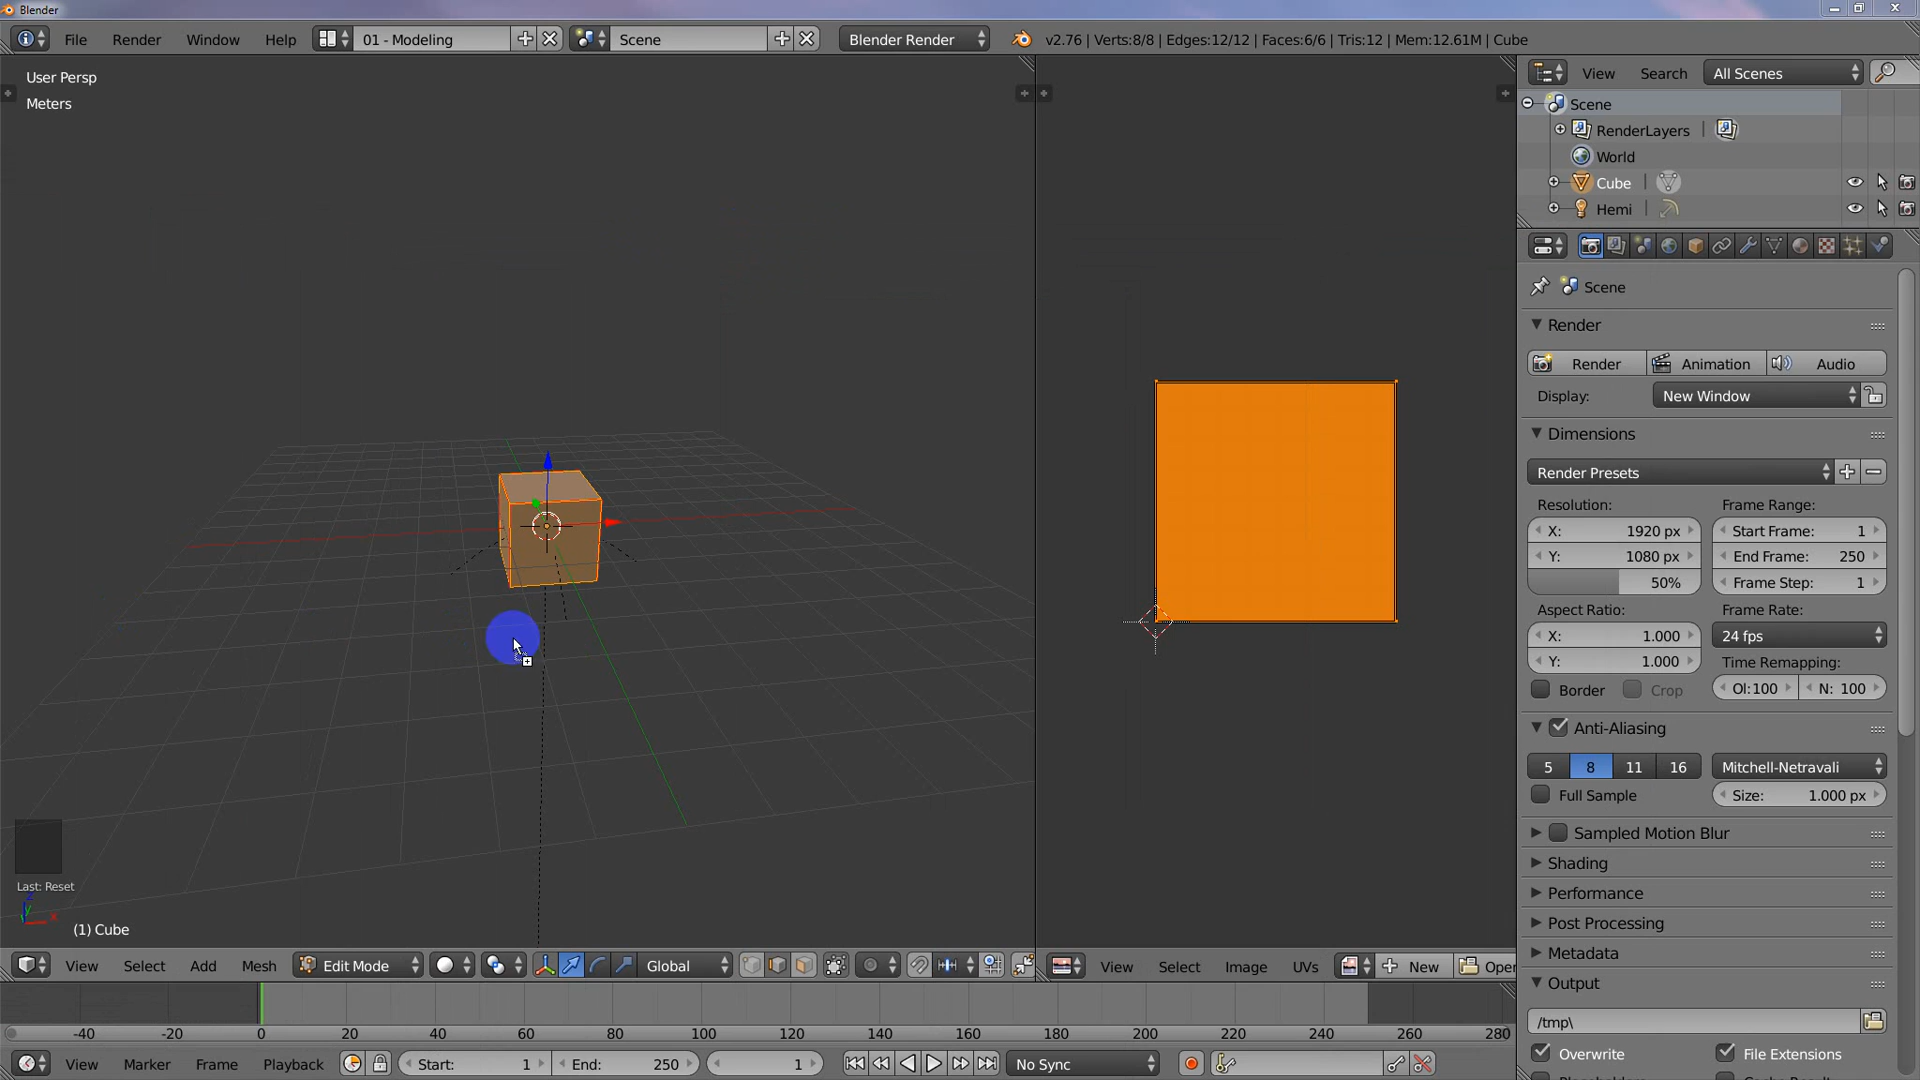 Blender
File Render Window Help 01 - Modeling Scene Blender Render v2.76 | Verts:8/8 | Edges:12/12 | Faces:6/6 | Tris:12 | Mem:12.61M | Cube
User Persp
Meters
Last: Reset
(1) Cube
View Select Add Mesh Edit Mode Global
View Select Image UVs New Open
View Search All Scenes
Scene
RenderLayers
World
Cube
Hemi
Scene
Render
Render Animation Audio
Display: New Window
Dimensions
Render Presets
Resolution: Frame Range:
X: 1920 px Start Frame: 1
Y: 1080 px End Frame: 250
50% Frame Step: 1
Aspect Ratio: Frame Rate:
X: 1.000 24 fps
Y: 1.000 Time Remapping:
Border Crop Ol:100 N: 100
Anti-Aliasing
5 8 11 16 Mitchell-Netravali
Full Sample Size: 1.000 px
Sampled Motion Blur
Shading
Performance
Post Processing
Metadata
Output
/tmp\
Overwrite File Extensions
-40 -20 0 20 40 60 80 100 120 140 160 180 200 220 240 260 280
View Marker Frame Playback Start: 1 End: 250 1 No Sync